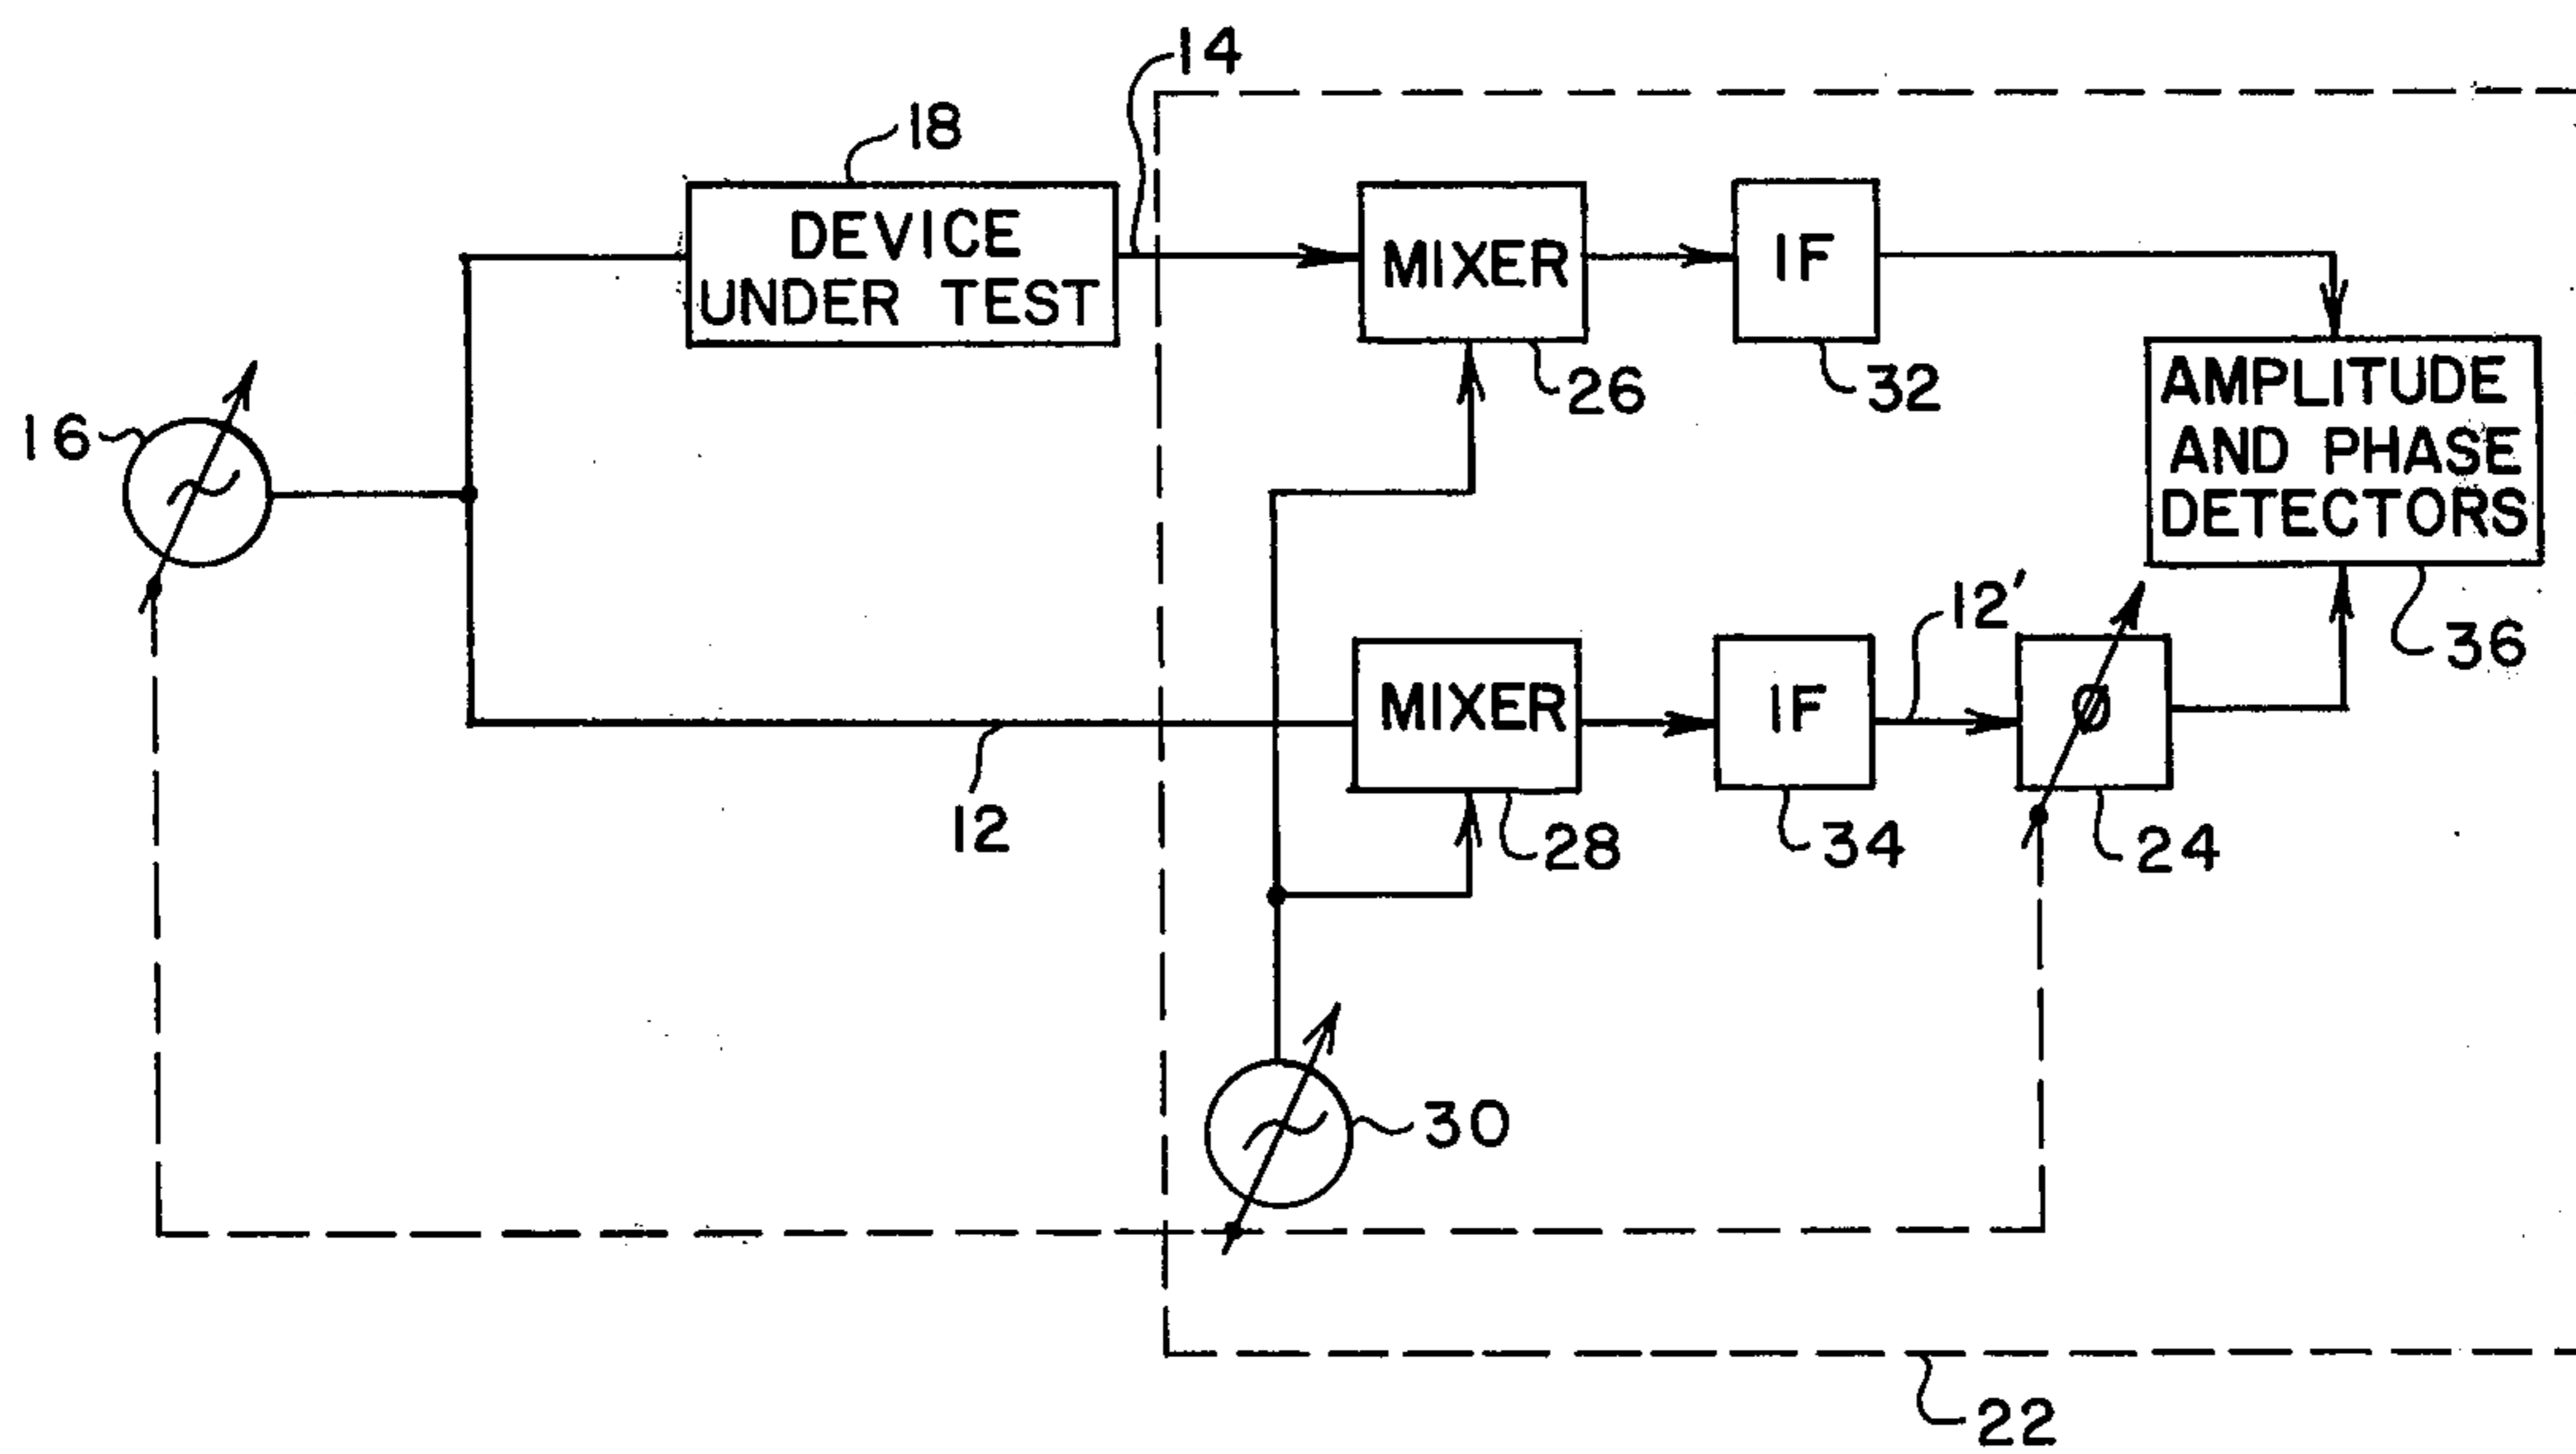 14
18
DEVICE
UNDER TEST
MIXER
IF
16
26
32
AMPLITUDE
AND PHASE
DETECTORS
12'
36
MIXER
IF
Ø
12
28
34
24
30
22